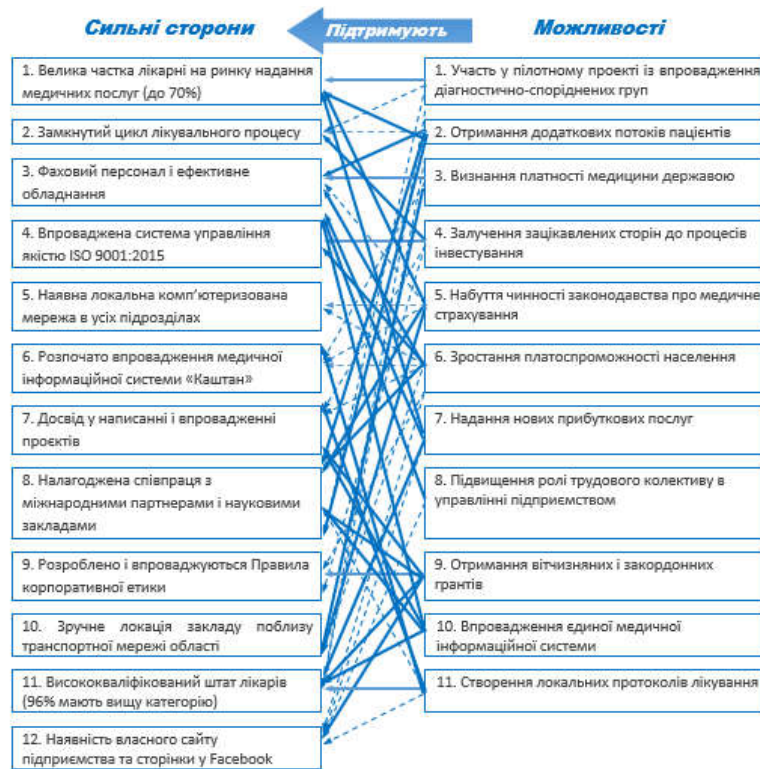 Сильні сторони
Підтримують
Можливості
1. Велика частка лікарні на ринку надання
медичних послуг (до 70%)
2. Замкнутий цикл лікувального процесу
3. Фаховий персонал і ефективне
обладнання
4. Впроваджена система управління
якістю ISO 9001:2015
5. Наявна локальна комп’ютеризована
мережа в усіх підрозділах
6. Розпочато впровадження медичної
інформаційної системи «Каштан»
7. Досвід у написанні і впровадженні
проєктів
8. Налагоджена співпраця з
міжнародними партнерами і науковими
закладами
9. Розроблено і впроваджуються Правила
корпоративної етики
10. Зручне локація закладу поблизу
транспортної мережі області
11. Висококваліфікований штат лікарів
(96% мають вищу категорію)
12. Наявність власного сайту
підприємства та сторінки у Facebook
1. Участь у пілотному проекті із впровадження
діагностично-споріднених груп
2. Отримання додаткових потоків пацієнтів
3. Визнання платності медицини державою
4. Залучення зацікавлених сторін до процесів
інвестування
5. Набуття чинності законодавства про медичне
страхування
6. Зростання платоспроможності населення
7. Надання нових прибуткових послуг
8. Підвищення ролі трудового колективу в
управлінні підприємством
9. Отримання вітчизняних і закордонних
грантів
10. Впровадження єдиної медичної
інформаційної системи
11. Створення локальних протоколів лікування